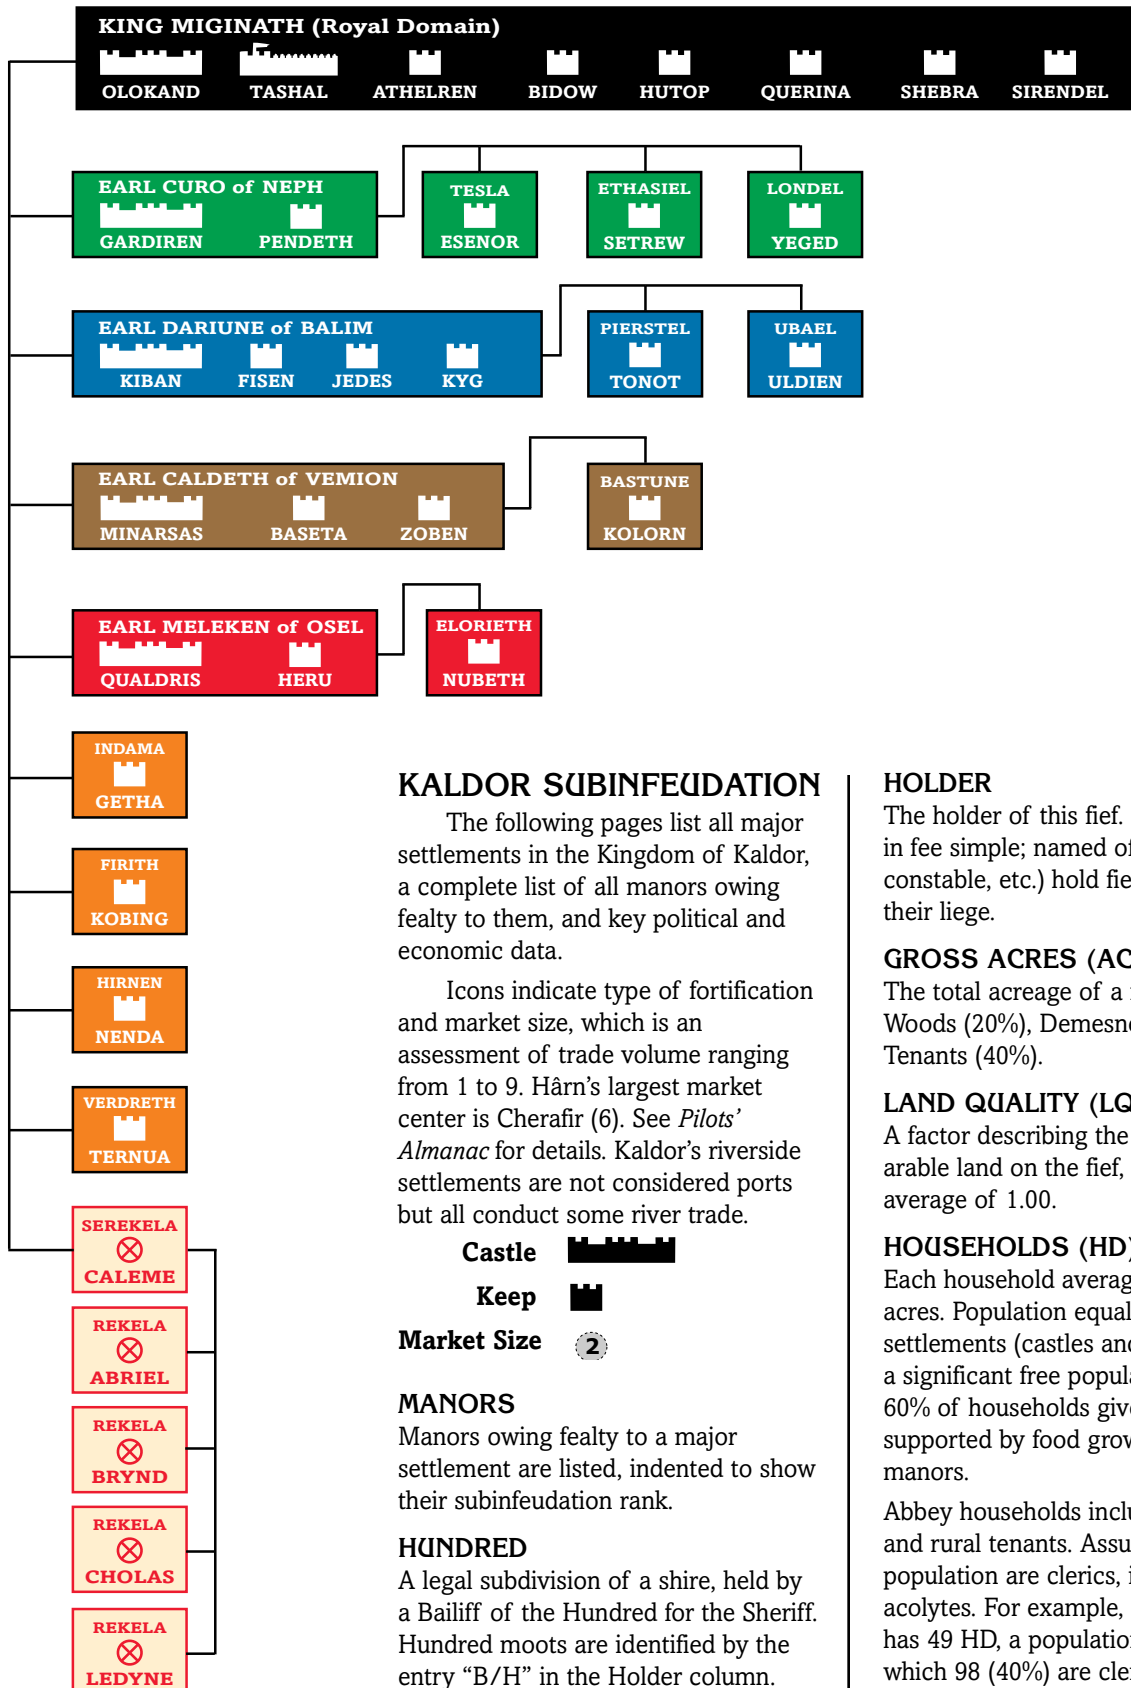 KING MIGINATH (Royal Domain)
OLOKAND TASHAL ATHELREN BIDOW HUTOP QUERINA SHEBRA SIRENDEL
EARL CURO of NEPH
GARDIREN PENDETH
TESLA
ESENOR
ETHASIEL
SETREW
LONDEL
YEGED
EARL DARIUNE of BALIM
KIBAN FISEN JEDES KYG
PIERSTEL
TONOT
UBAEL
ULDIEN
EARL CALDETH of VEMION
MINARSAS BASETA ZOBEN
BASTUNE
KOLORN
EARL MELEKEN of OSEL
QUALDRIS HERU
ELORIETH
NUBETH
INDAMA
GETHA
FIRITH
KOBING
HIRNEN
NENDA
VERDRETH
TERNUA
SEREKELA
CALEME
REKELA
ABRIEL
REKELA
BRYND
REKELA
CHOLAS
REKELA
LEDYNE
KALDOR SUBINFEUDATION
The following pages list all major
settlements in the Kingdom of Kaldor,
a complete list of all manors owing
fealty to them, and key political and
economic data.
Icons indicate type of fortification
and market size, which is an
assessment of trade volume ranging
from 1 to 9. Hârn's largest market
center is Cherafir (6). See Pilots'
Almanac for details. Kaldor's riverside
settlements are not considered ports
but all conduct some river trade.
Castle
Keep
Market Size 2
MANORS
Manors owing fealty to a major
settlement are listed, indented to show
their subinfeudation rank.
HUNDRED
A legal subdivision of a shire, held by
a Bailiff of the Hundred for the Sheriff.
Hundred moots are identified by the
entry “B/H” in the Holder column.
HOLDER
The holder of this fief.
in fee simple; named
constable, etc.) hold
their liege.
GROSS ACRES (AC
The total acreage of a
Woods (20%),
Tenants (40%).
LAND QUALITY (LQ
A factor describing the
arable land on the fief,
average of 1.00.
HOUSEHOLDS (HD)
Each household
acres. Population
settlements (castles
a significant free
60% of households
supported by food
manors.
Abbey households
and rural tenants.
population are clerics,
acolytes. For example,
has 49 HD, a
which 98 (40%) are